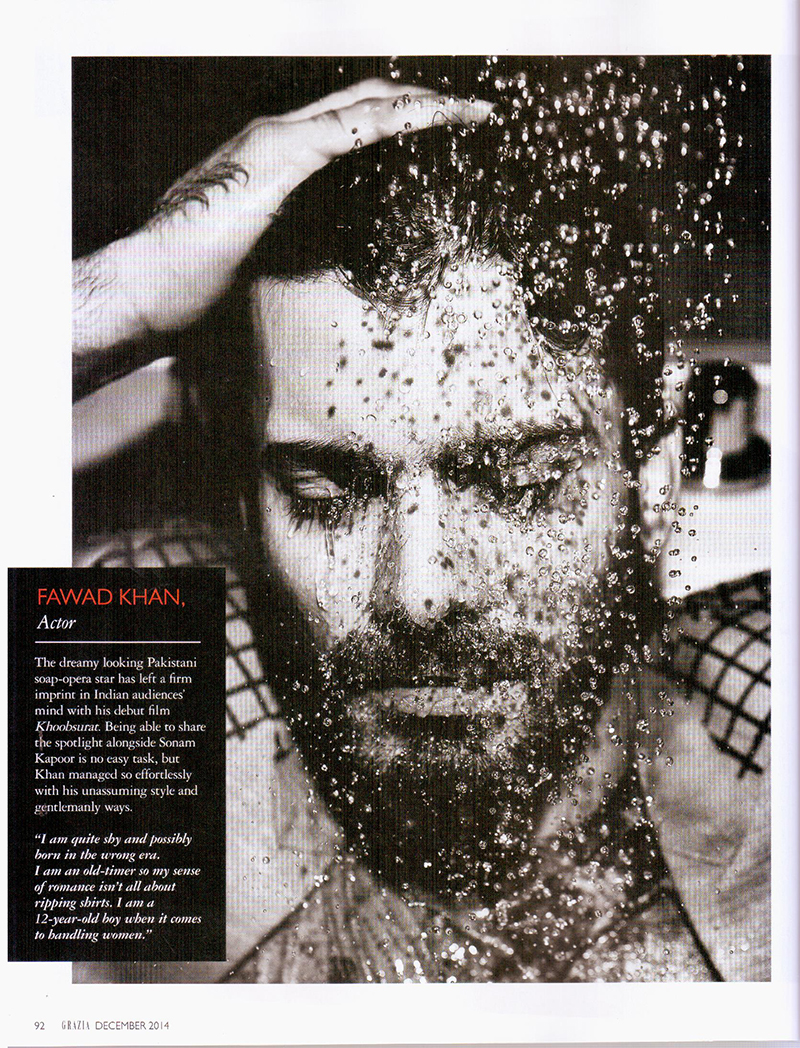 FAWAD KHAN,
Actor
The dreamy looking Pakistani
soap-opera star has left a firm
imprint in Indian audiences'
mind with his debut film
Khoobsurat. Being able to share
the spotlight alongside Sonam
Kapoor is no easy task, but
Khan managed so effortlessly
with his unassuming style and
gentlemanly ways.
“I am quite shy and possibly
born in the wrong era.
I am an old-timer so my sense
of romance isn't all about
ripping shirts. I am a
12-year-old boy when it comes
to handling women.”
92 GRAZIA DECEMBER 2014